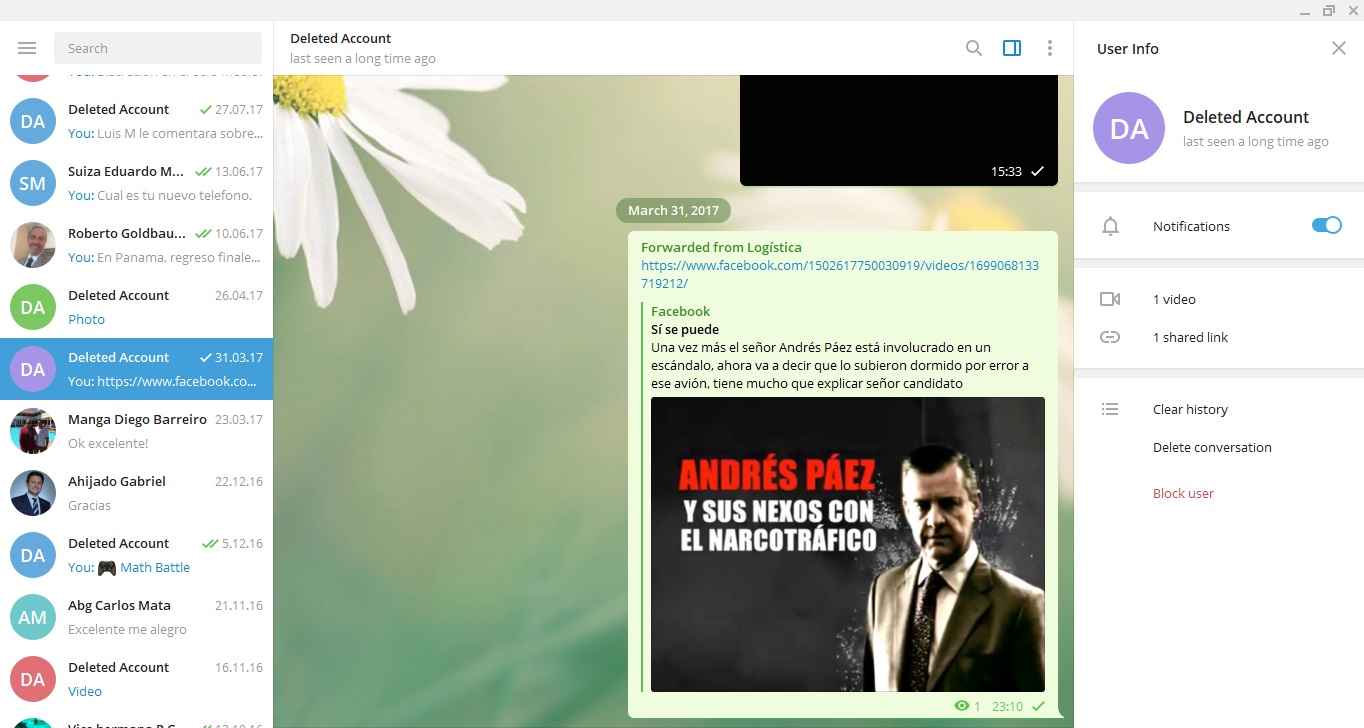 Search
Deleted Account 27.07.17
You: Luis M le comentara sobre...
Suiza Eduardo M... 13.06.17
You: Cual es tu nuevo telefono.
Roberto Goldbau... 10.06.17
You: En Panama, regreso finale...
Deleted Account 26.04.17
Photo
Deleted Account 31.03.17
You: https://www.facebook.co...
Manga Diego Barreiro 23.03.17
Ok excelente!
Ahijado Gabriel 22.12.16
Gracias
Deleted Account 5.12.16
You: 🎮 Math Battle
Abg Carlos Mata 21.11.16
Excelente me alegro
Deleted Account 16.11.16
Video
DA
SM
DA
DA
DA
AM
DA
Deleted Account
last seen a long time ago
15:33
March 31, 2017
Forwarded from Logística
https://www.facebook.com/1502617750030919/videos/1699068133
719212/
Facebook
Sí se puede
Una vez más el señor Andrés Páez está involucrado en un
escándalo, ahora va a decir que lo subieron dormido por error a
ese avión, tiene mucho que explicar señor candidato
ANDRÉS PÁEZ
Y SUS NEXOS CON
EL NARCOTRÁFICO
1 23:10
User Info
DA
Deleted Account
last seen a long time ago
Notifications
1 video
1 shared link
Clear history
Delete conversation
Block user